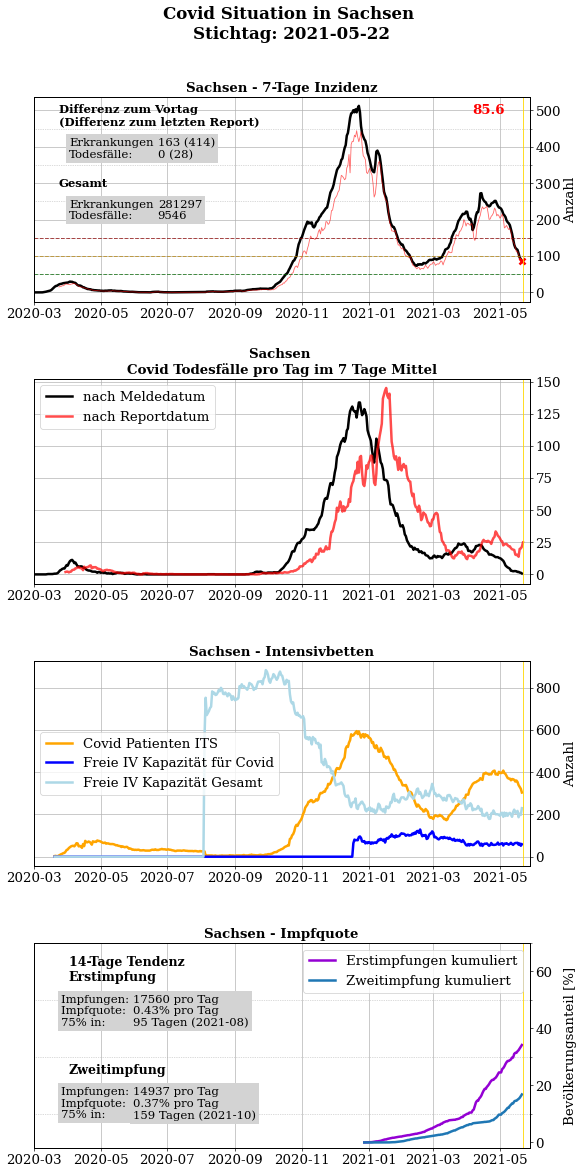 Covid Situation in Sachsen
Stichtag: 2021-05-22
Sachsen - 7-Tage Inzidenz
Differenz zum Vortag
(Differenz zum letzten Report)
Erkrankungen 163 (414)
Todesfälle: 0 (28)
Gesamt
Erkrankungen 281297
Todesfälle: 9546
85.6
500
400
300
200
100
0
Anzahl
2020-03 2020-05 2020-07 2020-09 2020-11 2021-01 2021-03 2021-05
Sachsen
Covid Todesfälle pro Tag im 7 Tage Mittel
nach Meldedatum
nach Reportdatum
150
125
100
75
50
25
0
2020-03 2020-05 2020-07 2020-09 2020-11 2021-01 2021-03 2021-05
Sachsen - Intensivbetten
Covid Patienten ITS
Freie IV Kapazität für Covid
Freie IV Kapazität Gesamt
800
600
400
200
0
Anzahl
2020-03 2020-05 2020-07 2020-09 2020-11 2021-01 2021-03 2021-05
Sachsen - Impfquote
14-Tage Tendenz
Erstimpfung
Impfungen: 17560 pro Tag
Impfquote: 0.43% pro Tag
75% in: 95 Tagen (2021-08)
Zweitimpfung
Impfungen: 14937 pro Tag
Impfquote: 0.37% pro Tag
75% in: 159 Tagen (2021-10)
Erstimpfungen kumuliert
Zweitimpfung kumuliert
60
40
20
0
Bevölkerungsanteil [%]
2020-03 2020-05 2020-07 2020-09 2020-11 2021-01 2021-03 2021-05